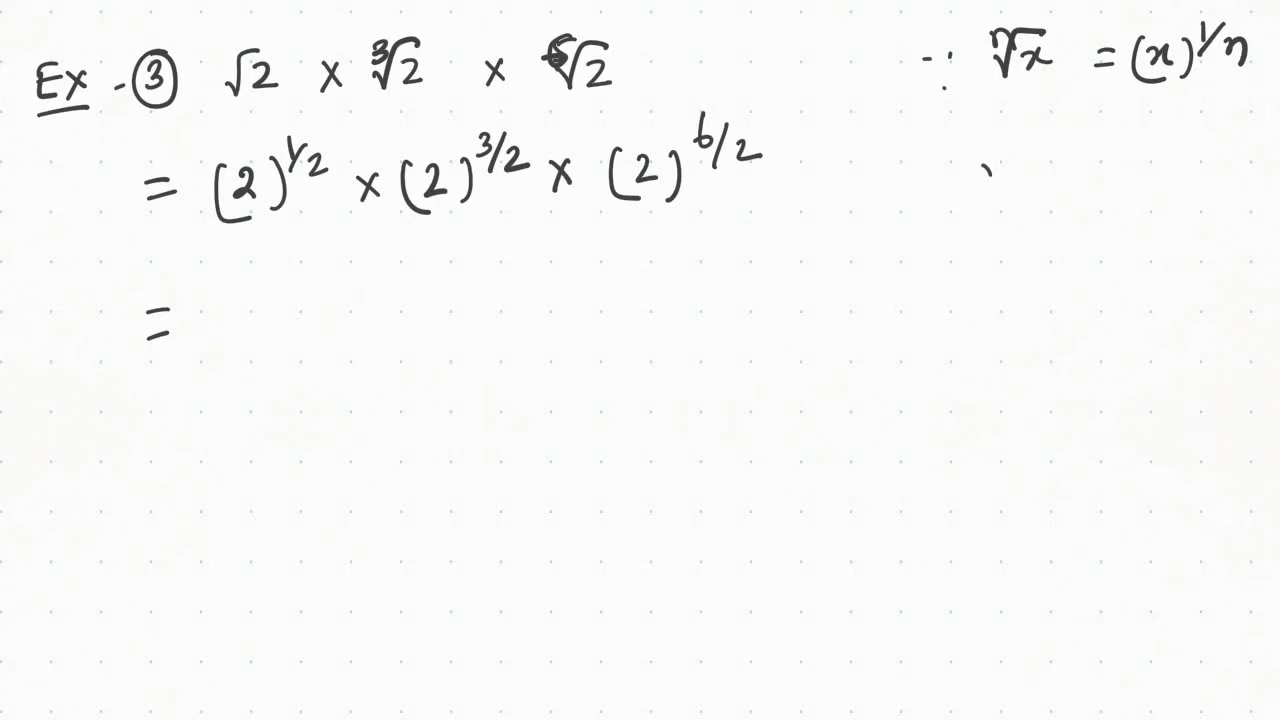 Ex - ③ √2 × ∛2 × ⁶√2 ∵ ⁿ√x = (x)^1/n
= (2)^1/2 × (2)^3/2 × (2)^6/2
=